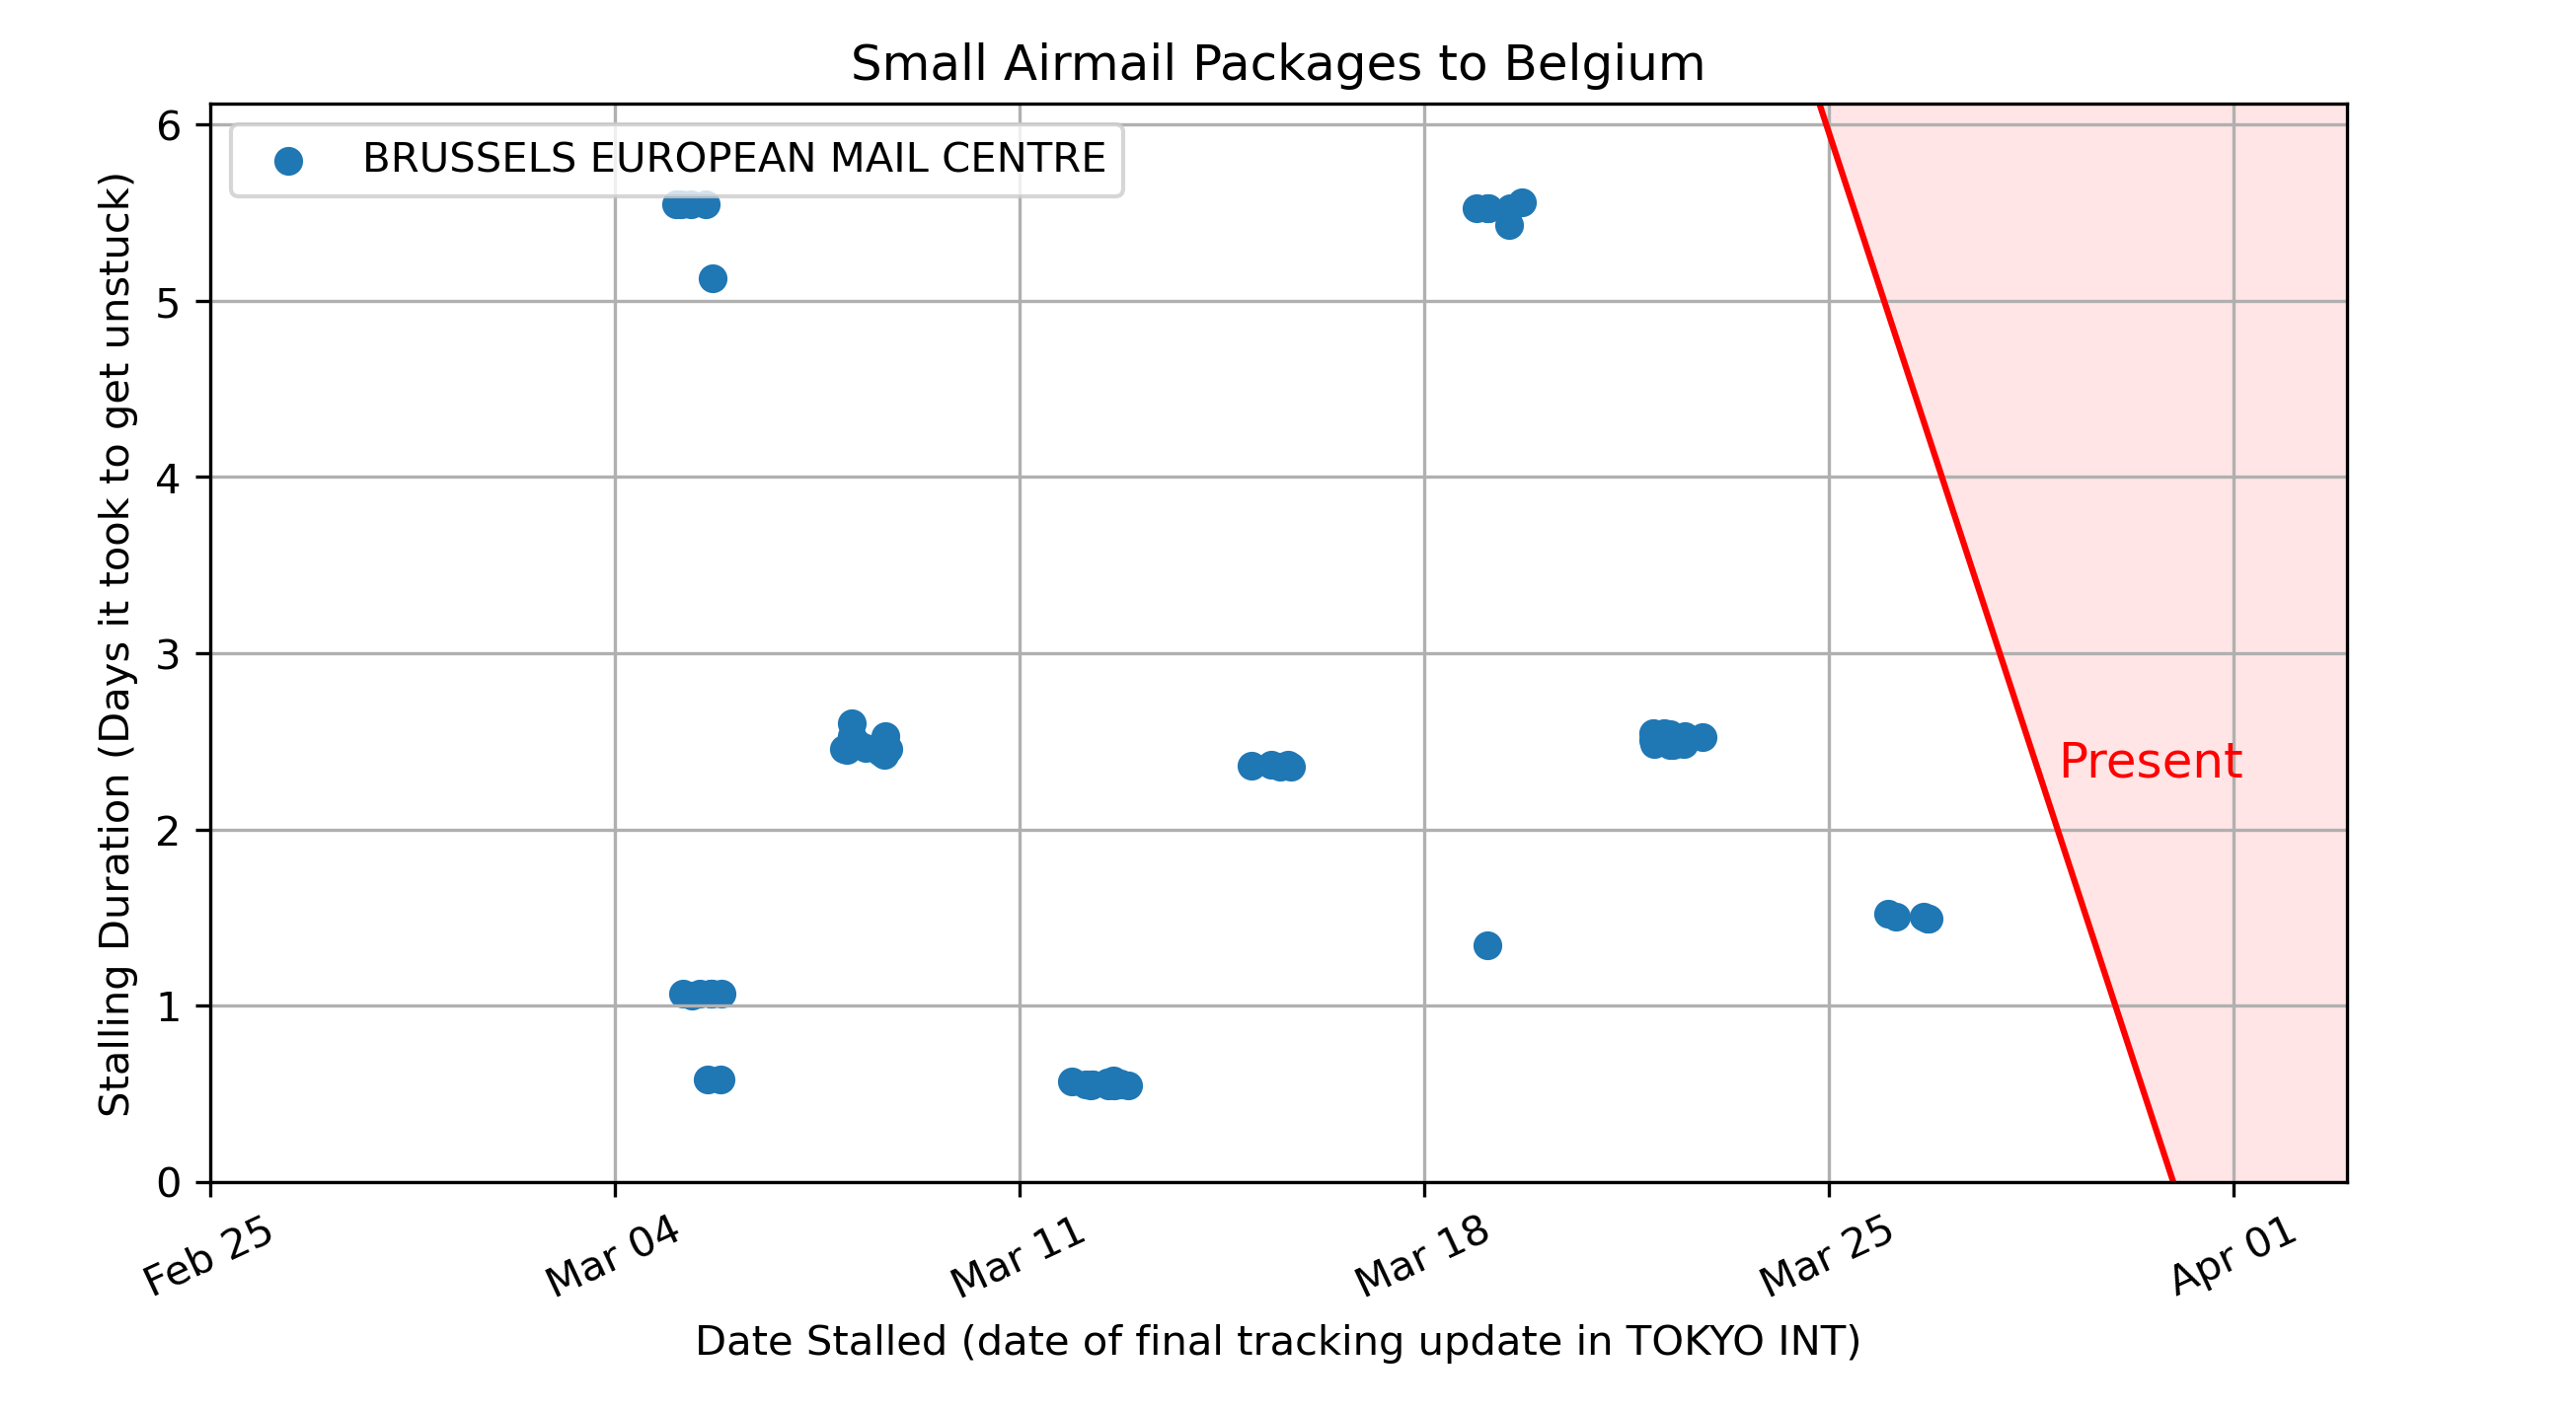 Small Airmail Packages to Belgium
BRUSSELS EUROPEAN MAIL CENTRE
Stalling Duration (Days it took to get unstuck)
6
5
4
3
2
1
0
Present
Feb 25
Mar 04
Mar 11
Mar 18
Mar 25
Apr 01
Date Stalled (date of final tracking update in TOKYO INT)